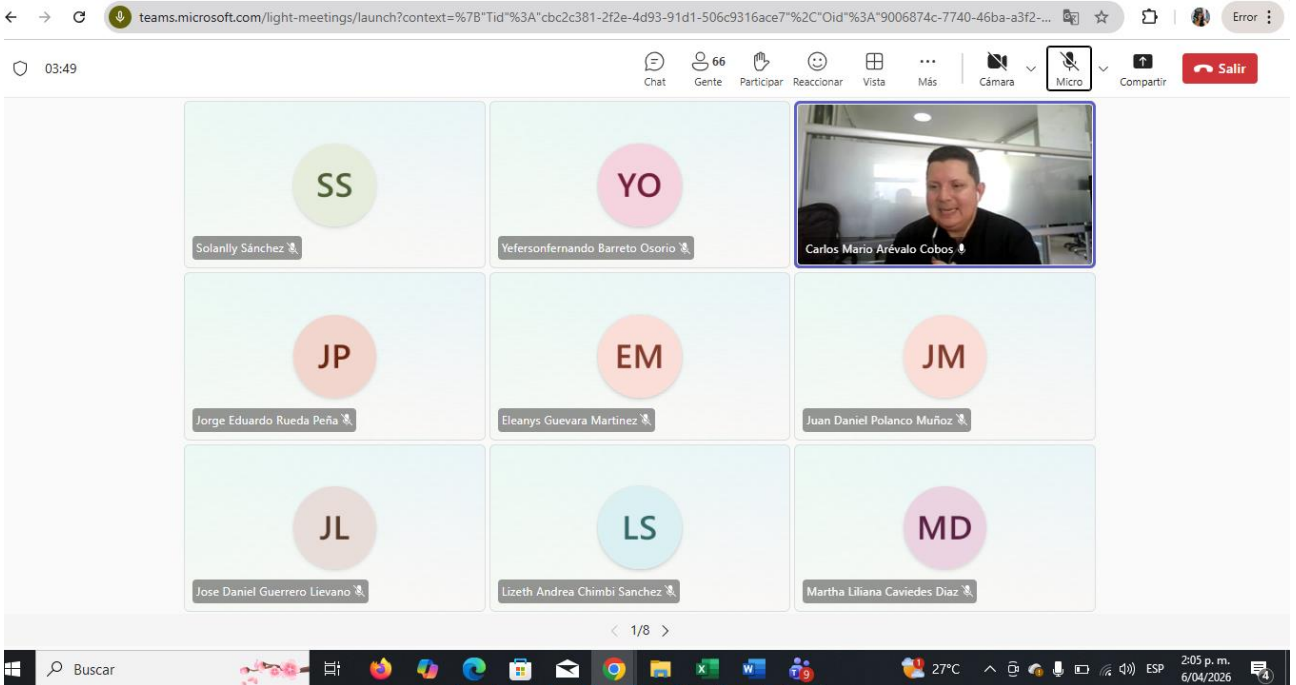 teams.microsoft.com/light-meetings/launch?context=%7B"Tid"%3A"cbc2c381-2f2e-4d93-91d1-506c9316ace7"%2C"Oid"%3A"9006874c-7740-46ba-a3f2-...
Error
03:49
66
Chat
Gente
Participar
Reaccionar
Vista
Más
Cámara
Micro
Compartir
Salir
SS
Solanlly Sánchez
YO
Yefersonfernando Barreto Osorio
Carlos Mario Arévalo Cobos
JP
Jorge Eduardo Rueda Peña
EM
Eleanys Guevara Martinez
JM
Juan Daniel Polanco Muñoz
JL
Jose Daniel Guerrero Lievano
LS
Lizeth Andrea Chimbi Sanchez
MD
Martha Liliana Caviedes Diaz
1/8
Buscar
9
27°C
ESP
2:05 p. m.
6/04/2026
4